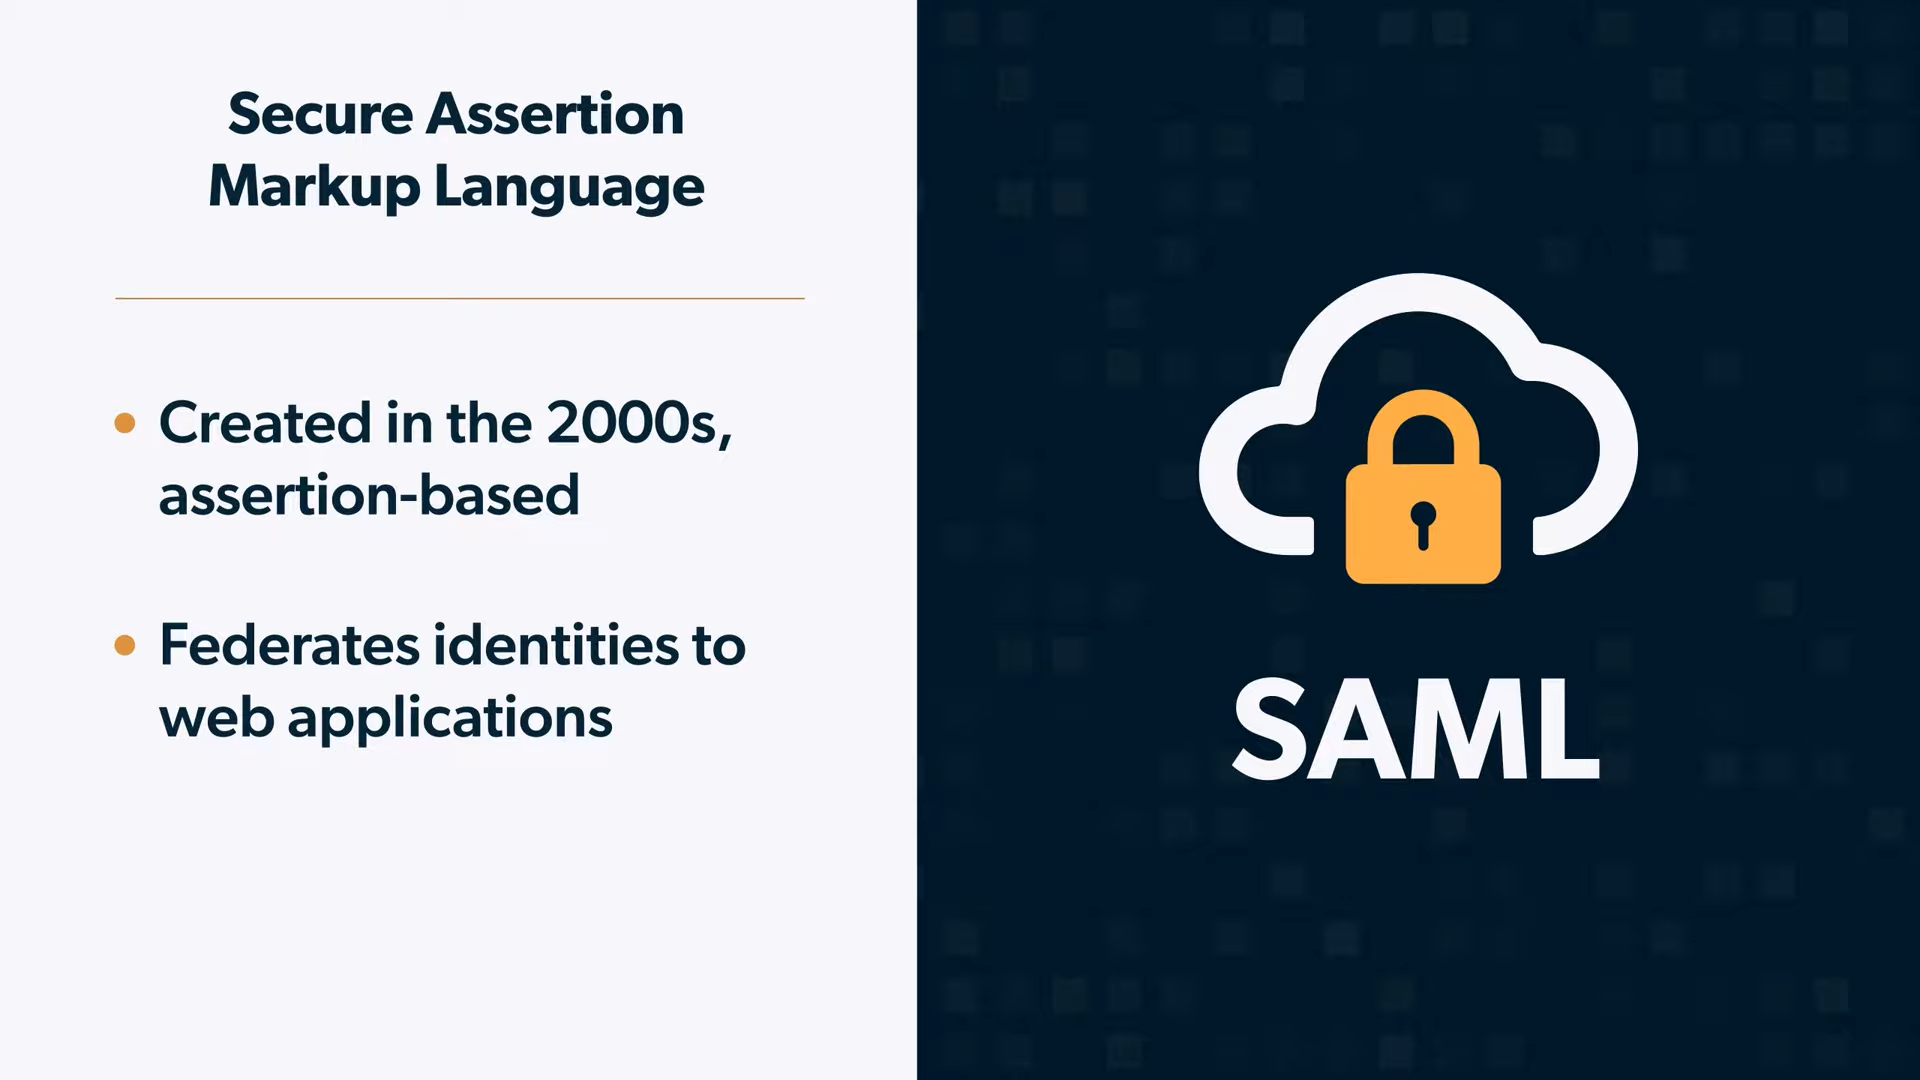 Secure Assertion
Markup Language
Created in the 2000s,
assertion-based
Federates identities to
web applications
SAML